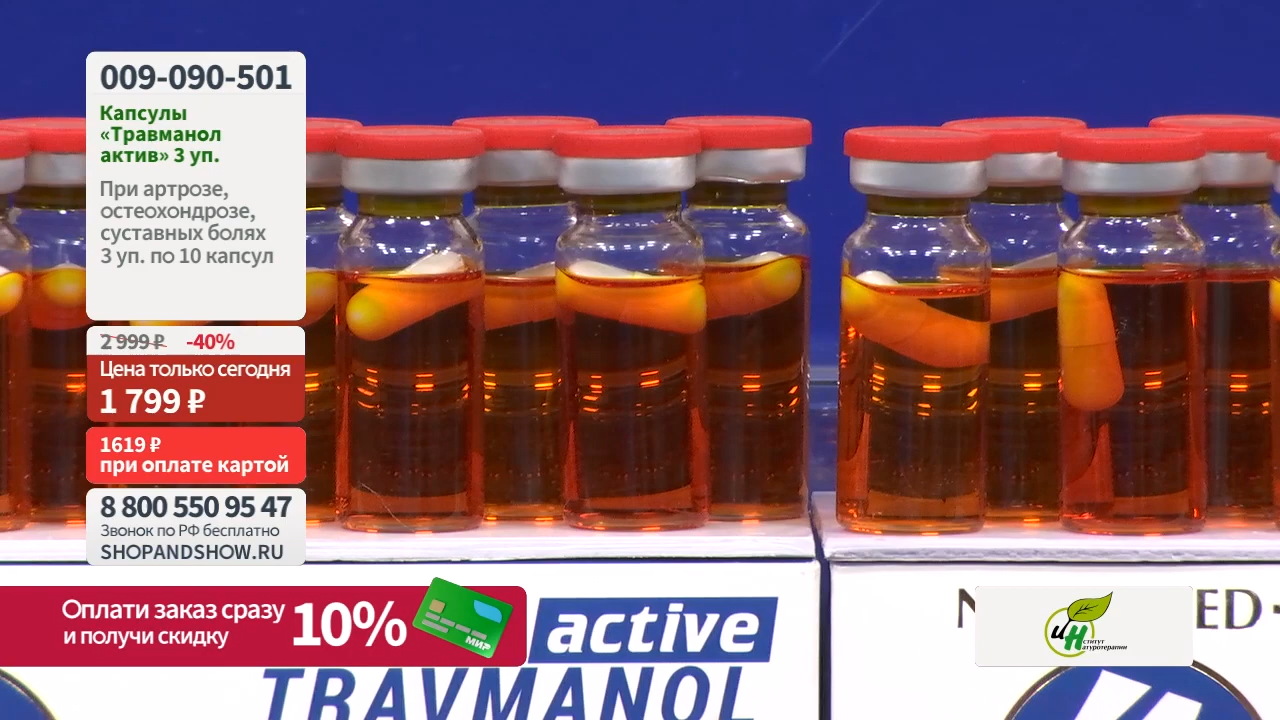 009-090-501
Капсулы
«Травманол
актив» 3 уп.
При артрозе,
остеохондрозе,
суставных болях
3 уп. по 10 капсул
2 999 ₽ -40%
Цена только сегодня
1 799 ₽
1619 ₽
при оплате картой
8 800 550 95 47
Звонок по РФ бесплатно
SHOPANDSHOW.RU
Оплати заказ сразу
и получи скидку
10%
МИР
active
TRAVMANOL
ED
институт
Натуротерапии